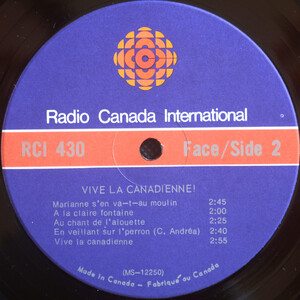 Radio Canada International
RCI 430 Face/Side 2
VIVE LA CANADIENNE!
Marianne s'en va-t-au moulin 2:45
A la claire fontaine 2:00
Au chant de l'alouette 2:25
En veillant sur l'perron (C. Andréa) 2:40
Vive la canadienne 2:55
(MS-12250)
Made in Canada - Fabriqué au Canada